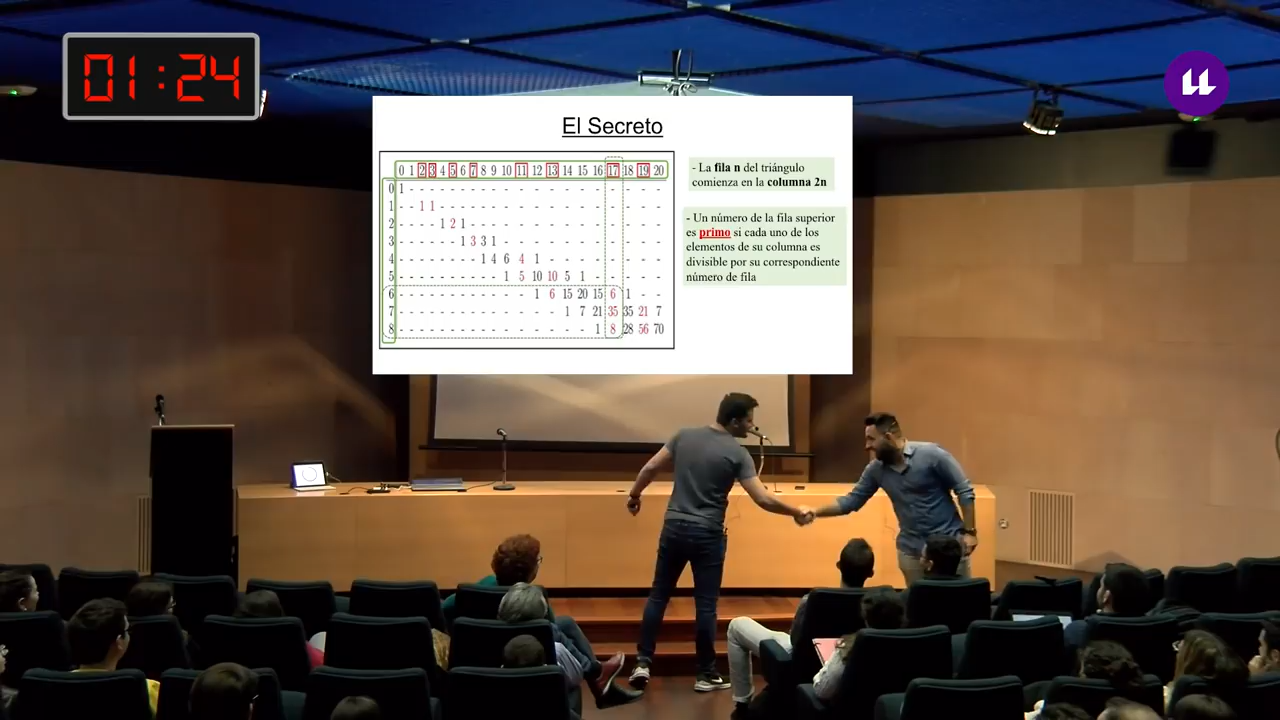 01:24
El Secreto
0 1 2 3 4 5 6 7 8 9 10 11 12 13 14 15 16 17 18 19 20
0 1 - - - - - - - - - - - - - - - - - - - -
1 - - 1 1 - - - - - - - - - - - - - - - - -
2 - - - - 1 2 1 - - - - - - - - - - - - - -
3 - - - - - - 1 3 3 1 - - - - - - - - - - -
4 - - - - - - - - 1 4 6 4 1 - - - - - - - -
5 - - - - - - - - - - 1 5 10 10 5 1 - - - - -
6 - - - - - - - - - - - - 1 6 15 20 15 6 1 - -
7 - - - - - - - - - - - - - - 1 7 21 35 35 21 7
8 - - - - - - - - - - - - - - - - 1 8 28 56 70
- La fila n del triángulo
comienza en la columna 2n
- Un número de la fila superior
es primo si cada uno de los
elementos de su columna es
divisible por su correspondiente
número de fila